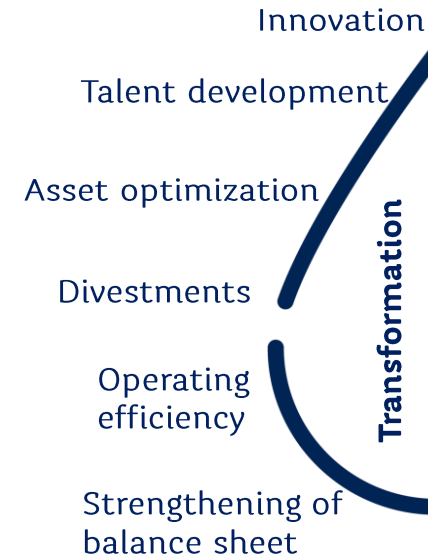 Innovation
Talent development
Asset optimization
Divestments
Transformation
Operating
efficiency
Strengthening of
balance sheet